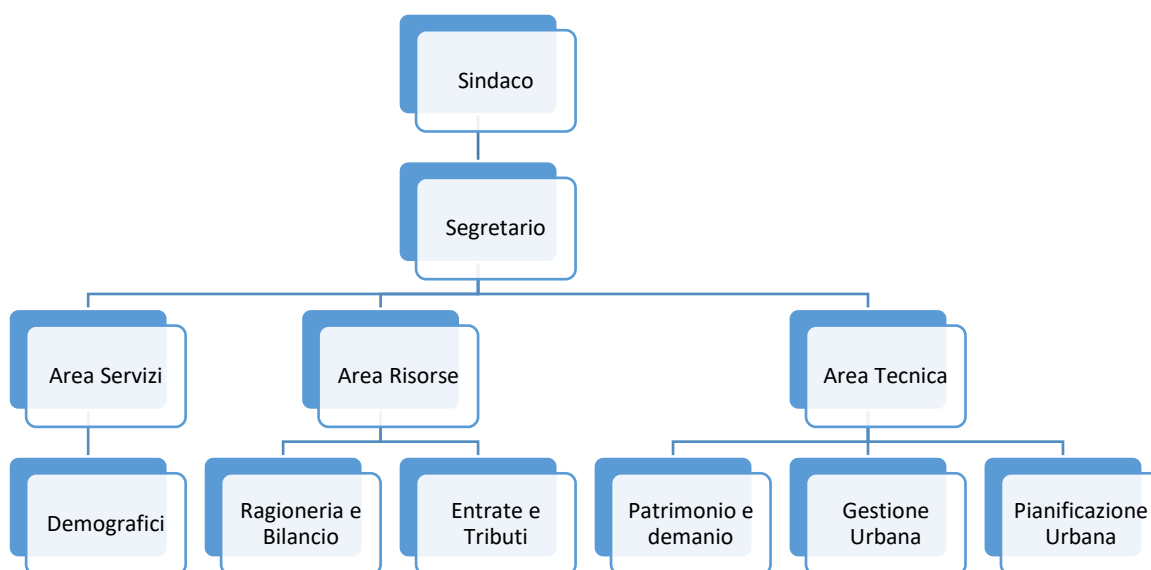 Sindaco
Segretario
Area Servizi
Area Risorse
Area Tecnica
Demografici
Ragioneria e
Bilancio
Entrate e
Tributi
Patrimonio e
demanio
Gestione
Urbana
Pianificazione
Urbana